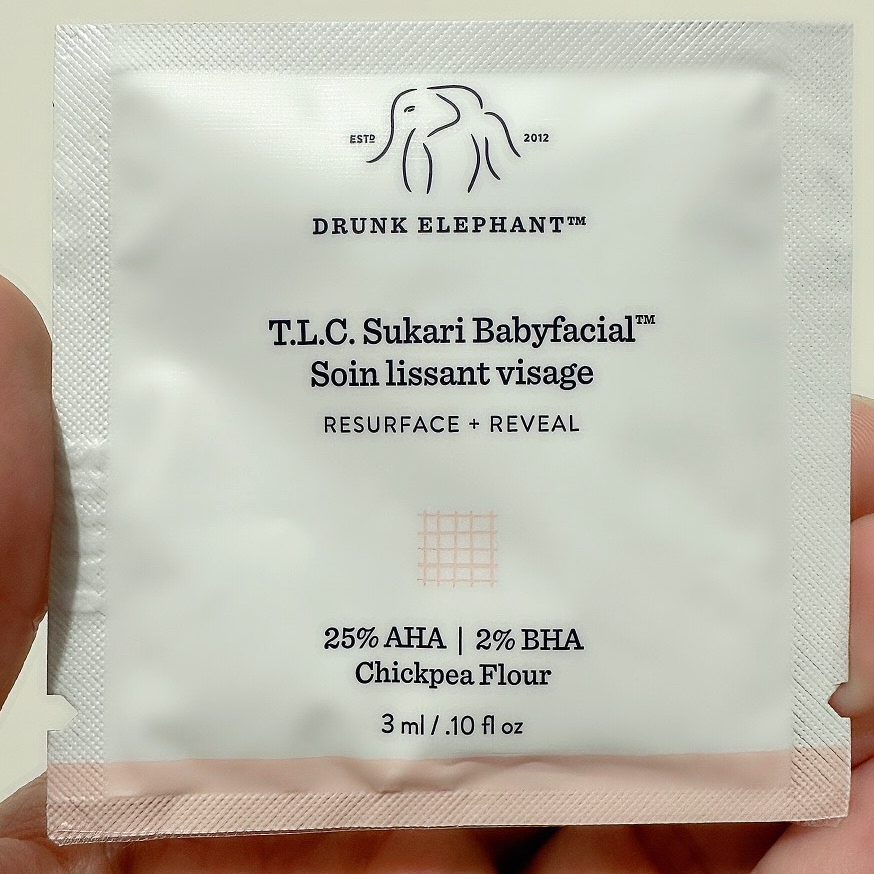 ESTD 2012
DRUNK ELEPHANT™
T.L.C. Sukari Babyfacial™
Soin lissant visage
RESURFACE + REVEAL
25% AHA | 2% BHA
Chickpea Flour
3 ml / .10 fl oz